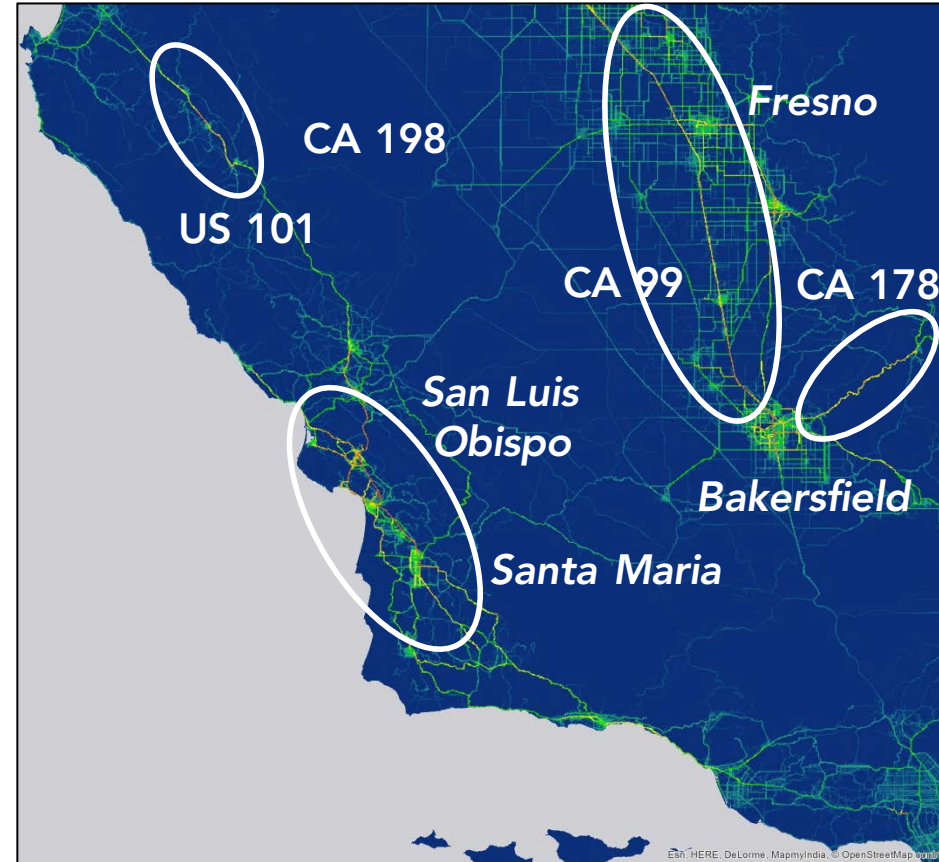 Fresno
CA 198
US 101
CA 99
CA 178
San Luis
Obispo
Bakersfield
Santa Maria
Esri, HERE, DeLorme, MapmyIndia, © OpenStreetMap